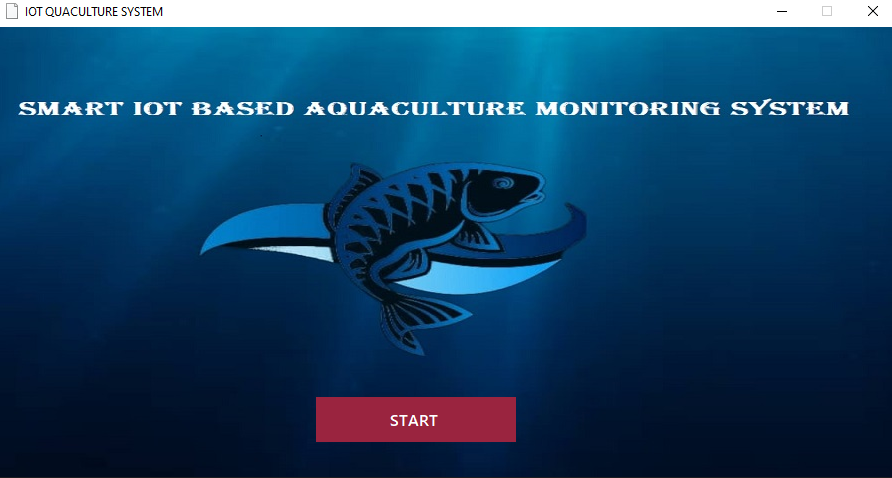 IOT QUACULTURE SYSTEM
SMART IOT BASED AQUACULTURE MONITORING SYSTEM
START